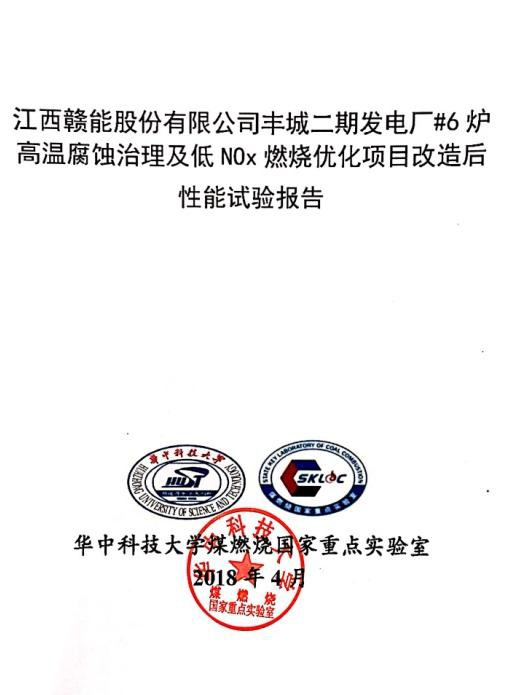 江西赣能股份有限公司丰城二期发电厂#6 炉
高温腐蚀治理及低 NOx 燃烧优化项目改造后
性能试验报告
華中科技大学
HUST
HUAZHONG UNIVERSITY OF SCIENCE AND TECHNOLOGY
STATE KEY LABORATORY OF COAL COMBUSTION
SKLCC
煤燃烧国家重点实验室
华中科技大学煤燃烧国家重点实验室
2018 年 4 月
华中科技大学
煤燃烧
国家重点实验室